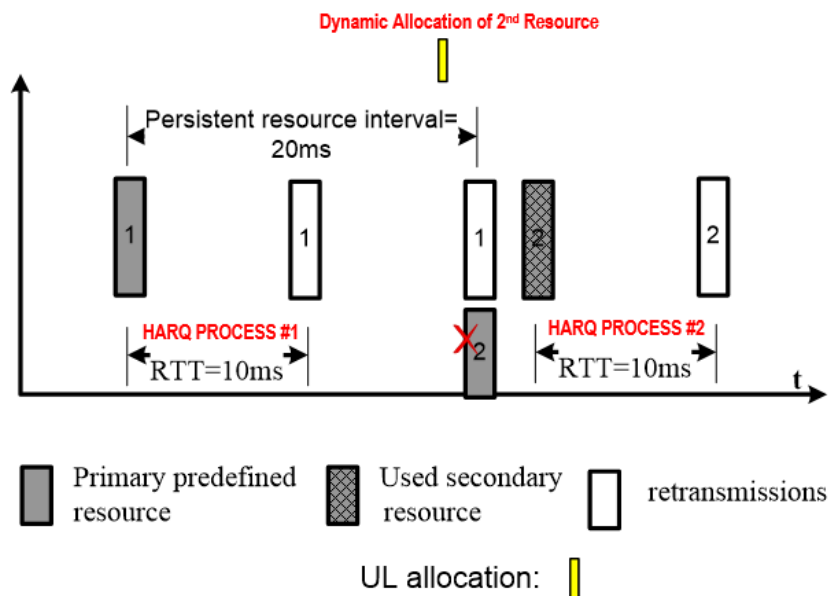 Dynamic Allocation of 2nd Resource
Persistent resource interval=
20ms
1
1
1
2
2
HARQ PROCESS #1
RTT=10ms
2
HARQ PROCESS #2
RTT=10ms
t
Primary predefined
resource
Used secondary
resource
retransmissions
UL allocation: